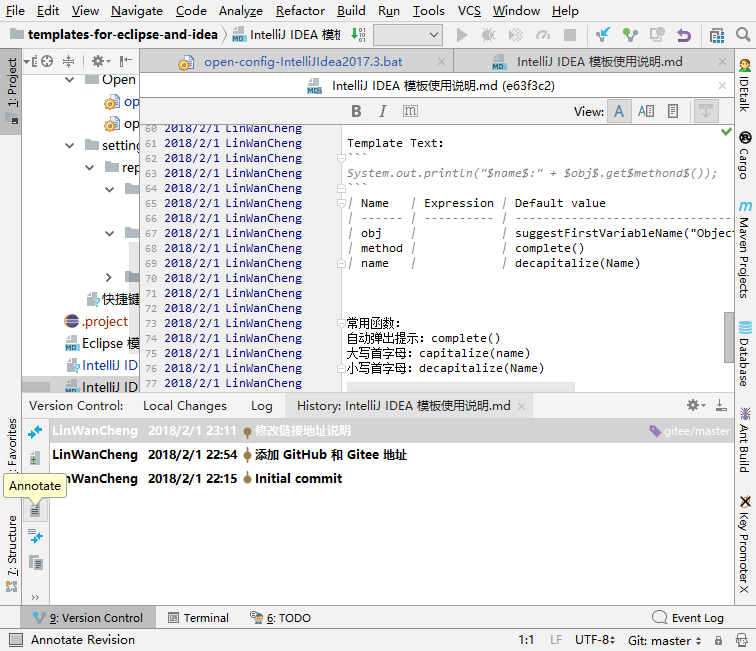 File Edit View Navigate Code Analyze Refactor Build Run Tools VCS Window Help
templates-for-eclipse-and-idea IntelliJ IDEA 模
1: Project
open-config-IntelliJIdea2017.3.bat
IntelliJ IDEA 模板使用说明.md
IntelliJ IDEA 模板使用说明.md (e63f3c2)
B I m View: A
Open
op
op
settin
rep
快捷键
.project
Eclipse 模
IntelliJ ID
IntelliJ ID
60 2018/2/1 LinWanCheng
61 2018/2/1 LinWanCheng Template Text:
62 2018/2/1 LinWanCheng ```
63 2018/2/1 LinWanCheng System.out.println("$name$:" + $obj$.get$methond$());
64 2018/2/1 LinWanCheng ```
65 2018/2/1 LinWanCheng | Name | Expression | Default value
66 2018/2/1 LinWanCheng | ------ | ---------- | -------------------------
67 2018/2/1 LinWanCheng | obj | | suggestFirstVariableName("Object
68 2018/2/1 LinWanCheng | method | | complete()
69 2018/2/1 LinWanCheng | name | | decapitalize(Name)
70 2018/2/1 LinWanCheng
71 2018/2/1 LinWanCheng
72 2018/2/1 LinWanCheng
73 2018/2/1 LinWanCheng 常用函数:
74 2018/2/1 LinWanCheng 自动弹出提示: complete()
75 2018/2/1 LinWanCheng 大写首字母: capitalize(name)
76 2018/2/1 LinWanCheng 小写首字母: decapitalize(Name)
77 2018/2/1 LinWanCheng
IDEtalk
Cargo
Maven Projects
Database
Ant Build
Key Promoter X
Version Control: Local Changes Log History: IntelliJ IDEA 模板使用说明.md
LinWanCheng 2018/2/1 23:11 修改链接地址说明 gitee/master
LinWanCheng 2018/2/1 22:54 添加 GitHub 和 Gitee 地址
nWanCheng 2018/2/1 22:15 Initial commit
Favorites
Annotate
7: Structure
9: Version Control Terminal 6: TODO Event Log
Annotate Revision 1:1 LF UTF-8 Git: master